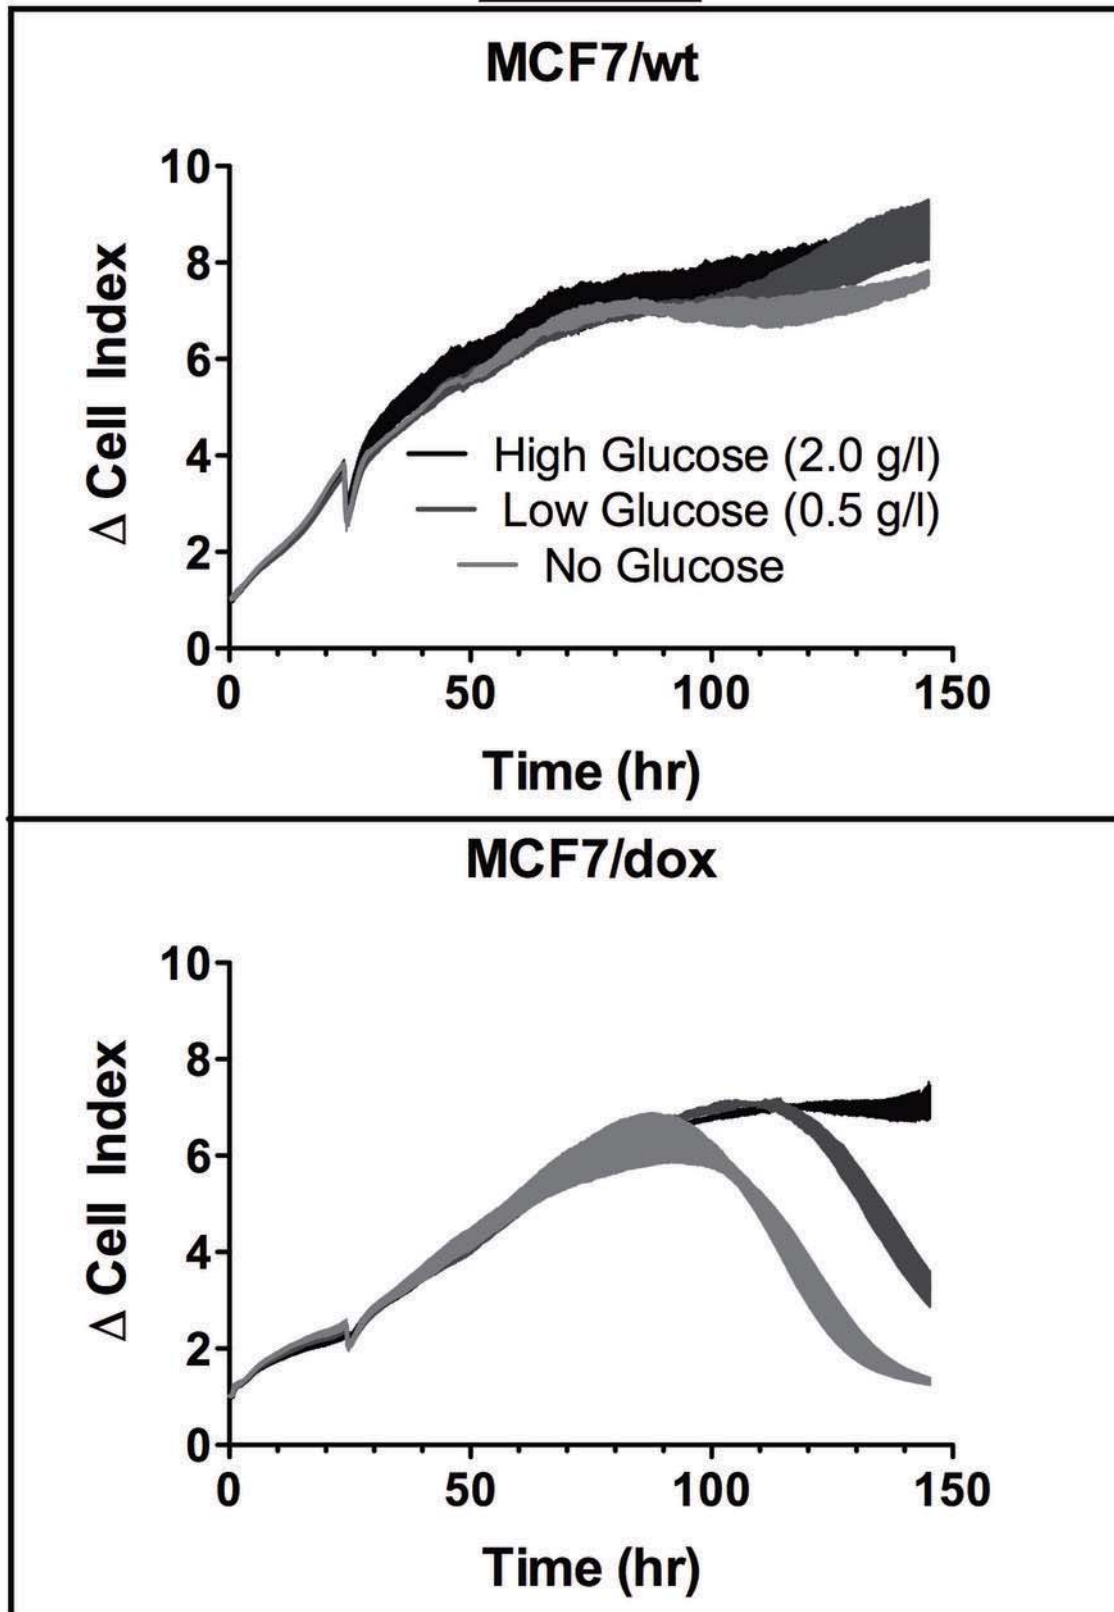 MCF7/wt
10
8
6
4
2
0
Δ Cell Index
High Glucose (2.0 g/l)
Low Glucose (0.5 g/l)
No Glucose
0 50 100 150
Time (hr)
MCF7/dox
10
8
6
4
2
0
Δ Cell Index
0 50 100 150
Time (hr)